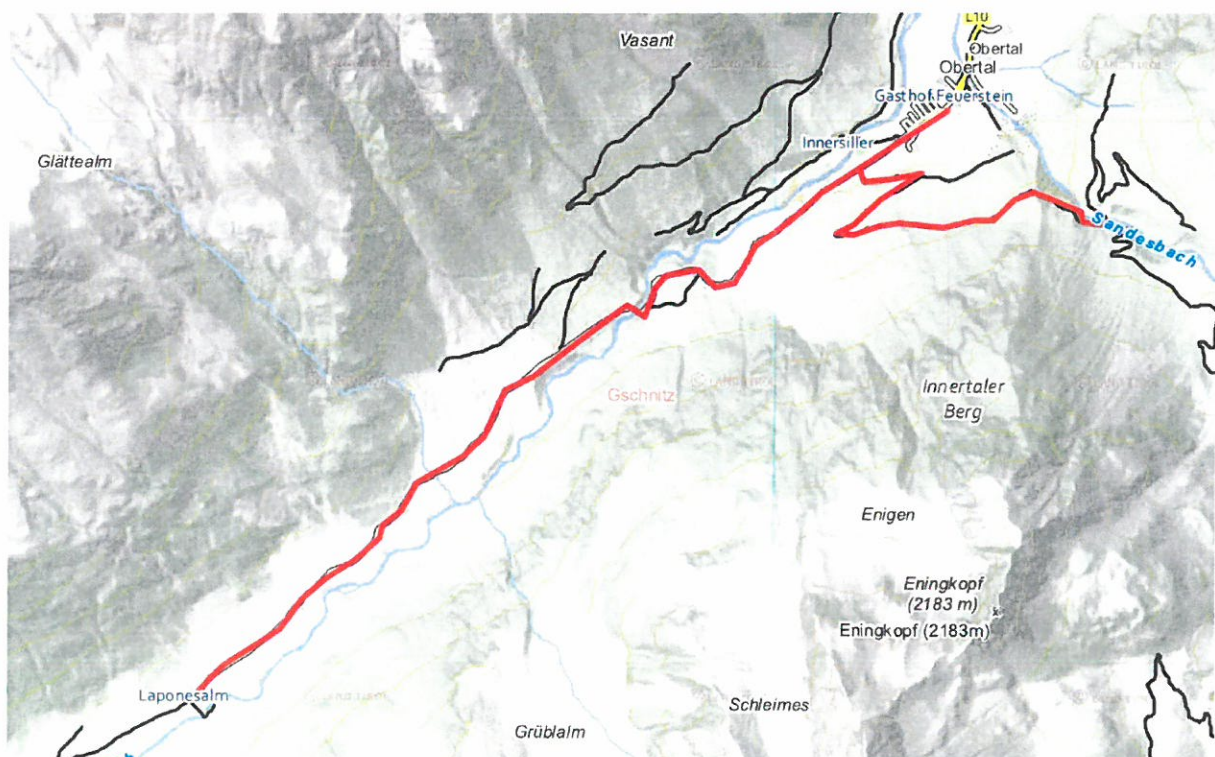 L10
Vasant
Obertal
Obertal
Gasthof Feuerstein
Innersiller
Glättealm
Sandesbach
Gschnitz
Innertaler
Berg
Enigen
Eningkopf
(2183 m)
Eningkopf (2183m)
Laponesalm
Schleimes
Grüblalm